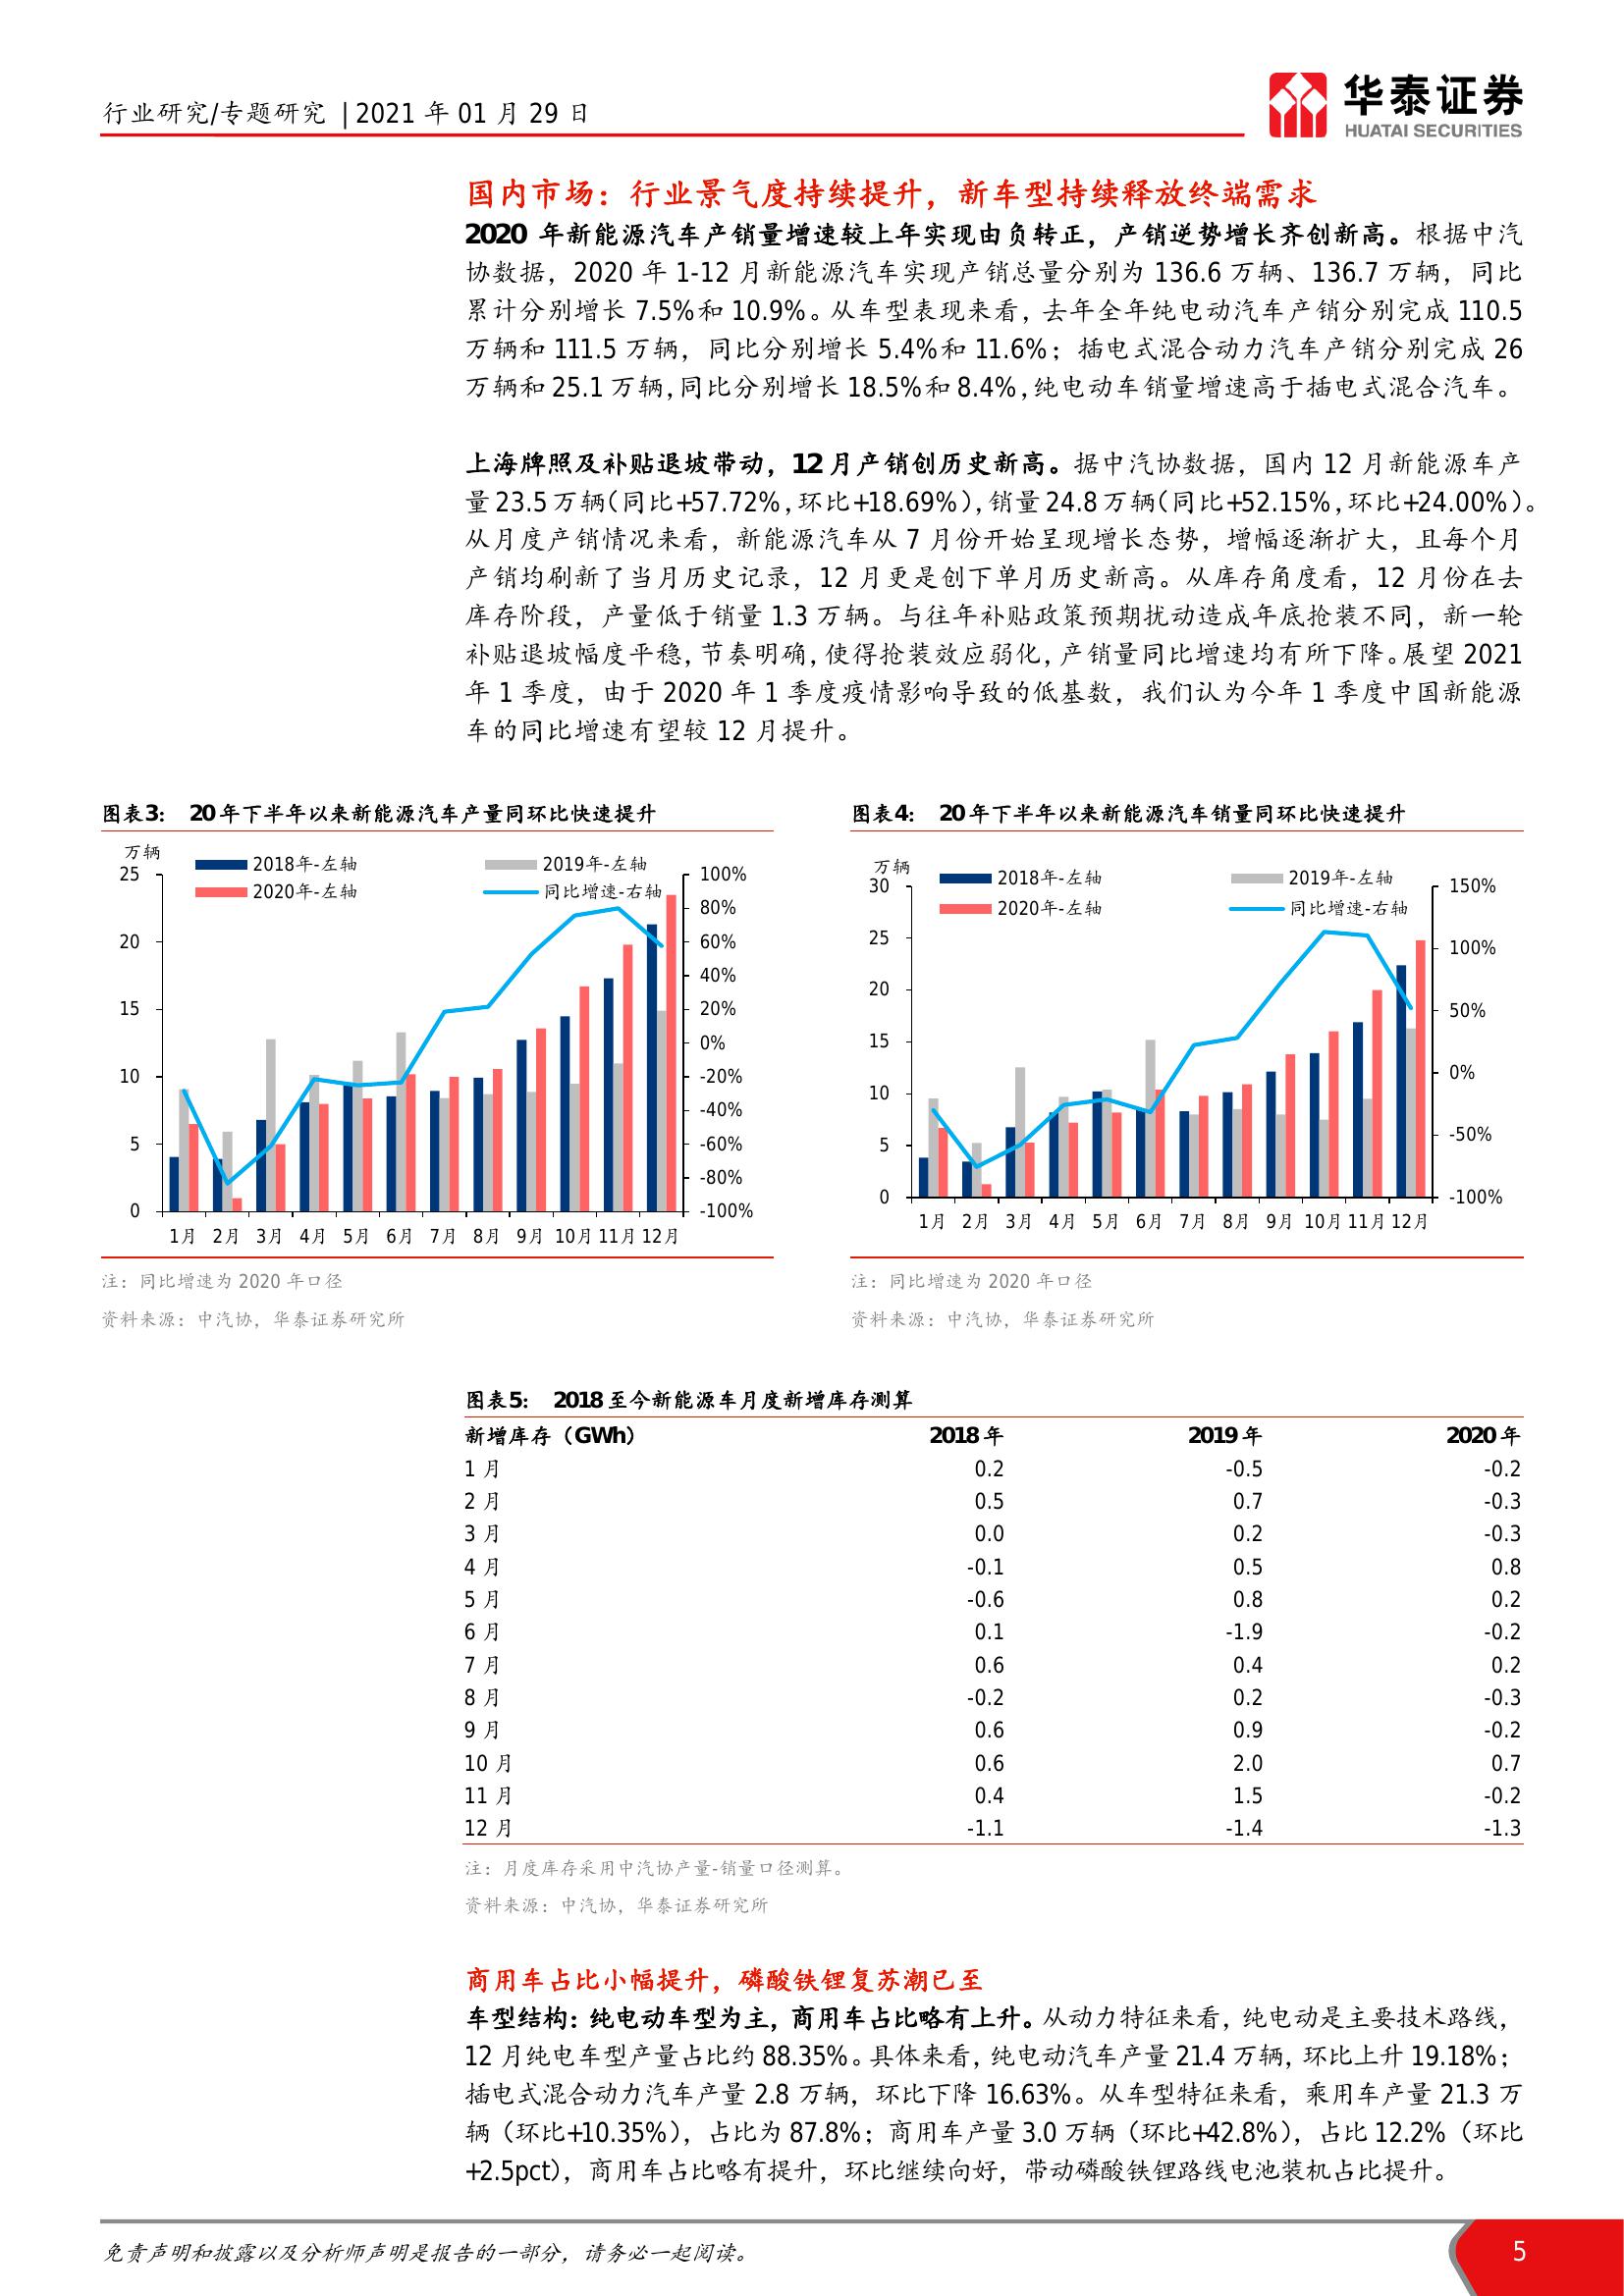 行业研究/专题研究 | 2021 年 01 月 29 日
华泰证券
HUATAI SECURITIES
国内市场：行业景气度持续提升，新车型持续释放终端需求
2020 年新能源汽车产销量增速较上年实现由负转正，产销逆势增长齐创新高。根据中汽
协数据，2020 年 1-12 月新能源汽车实现产销总量分别为 136.6 万辆、136.7 万辆，同比
累计分别增长 7.5%和 10.9%。从车型表现来看，去年全年纯电动汽车产销分别完成 110.5
万辆和 111.5 万辆，同比分别增长 5.4%和 11.6%；插电式混合动力汽车产销分别完成 26
万辆和 25.1 万辆，同比分别增长 18.5%和 8.4%，纯电动车销量增速高于插电式混合汽车。
上海牌照及补贴退坡带动，12 月产销创历史新高。据中汽协数据，国内 12 月新能源车产
量 23.5 万辆（同比+57.72%，环比+18.69%），销量 24.8 万辆（同比+52.15%，环比+24.00%）。
从月度产销情况来看，新能源汽车从 7 月份开始呈现增长态势，增幅逐渐扩大，且每个月
产销均刷新了当月历史记录，12 月更是创下单月历史新高。从库存角度看，12 月份在去
库存阶段，产量低于销量 1.3 万辆。与往年补贴政策预期扰动造成年底抢装不同，新一轮
补贴退坡幅度平稳，节奏明确，使得抢装效应弱化，产销量同比增速均有所下降。展望 2021
年 1 季度，由于 2020 年 1 季度疫情影响导致的低基数，我们认为今年 1 季度中国新能源
车的同比增速有望较 12 月提升。
图表3： 20 年下半年以来新能源汽车产量同环比快速提升
万辆
2018年-左轴 2019年-左轴
2020年-左轴 同比增速-右轴
25 100%
80%
20 60%
40%
15 20%
0%
10 -20%
-40%
5 -60%
-80%
0 -100%
1月 2月 3月 4月 5月 6月 7月 8月 9月 10月 11月 12月
注：同比增速为 2020 年口径
资料来源：中汽协，华泰证券研究所
图表4： 20 年下半年以来新能源汽车销量同环比快速提升
万辆
2018年-左轴 2019年-左轴
2020年-左轴 同比增速-右轴
30 150%
25
100%
20
50%
15
0%
10
5 -50%
0 -100%
1月 2月 3月 4月 5月 6月 7月 8月 9月 10月 11月 12月
注：同比增速为 2020 年口径
资料来源：中汽协，华泰证券研究所
图表5： 2018 至今新能源车月度新增库存测算
新增库存（GWh） 2018 年 2019 年 2020 年
1 月 0.2 -0.5 -0.2
2 月 0.5 0.7 -0.3
3 月 0.0 0.2 -0.3
4 月 -0.1 0.5 0.8
5 月 -0.6 0.8 0.2
6 月 0.1 -1.9 -0.2
7 月 0.6 0.4 0.2
8 月 -0.2 0.2 -0.3
9 月 0.6 0.9 -0.2
10 月 0.6 2.0 0.7
11 月 0.4 1.5 -0.2
12 月 -1.1 -1.4 -1.3
注：月度库存采用中汽协产量-销量口径测算。
资料来源：中汽协，华泰证券研究所
商用车占比小幅提升，磷酸铁锂复苏潮已至
车型结构：纯电动车型为主，商用车占比略有上升。从动力特征来看，纯电动是主要技术路线，
12 月纯电车型产量占比约 88.35%。具体来看，纯电动汽车产量 21.4 万辆，环比上升 19.18%；
插电式混合动力汽车产量 2.8 万辆，环比下降 16.63%。从车型特征来看，乘用车产量 21.3 万
辆（环比+10.35%），占比为 87.8%；商用车产量 3.0 万辆（环比+42.8%），占比 12.2%（环比
+2.5pct），商用车占比略有提升，环比继续向好，带动磷酸铁锂路线电池装机占比提升。
免责声明和披露以及分析师声明是报告的一部分，请务必一起阅读。
5